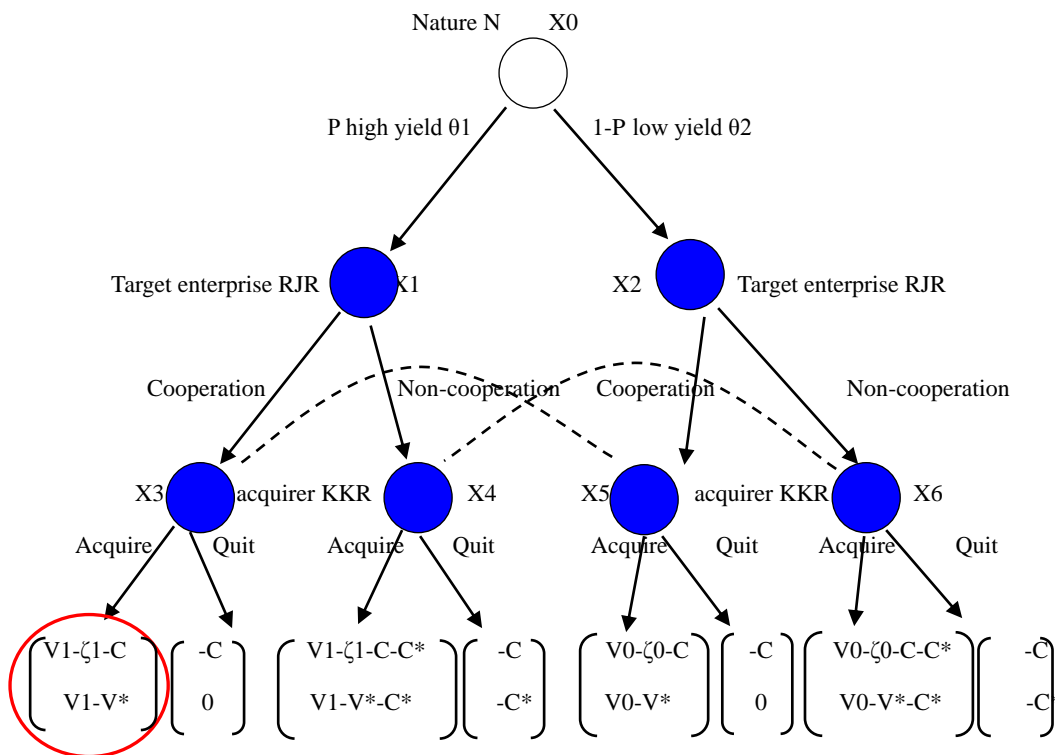 Nature N X0
P high yield θ1 1-P low yield θ2
Target enterprise RJR X1 X2 Target enterprise RJR
Cooperation Non-cooperation Cooperation Non-cooperation
X3 acquirer KKR X4 X5 acquirer KKR X6
Acquire Quit Acquire Quit Acquire Quit Acquire Quit
V1-ζ1-C -C V1-ζ1-C-C* -C V0-ζ0-C -C V0-ζ0-C-C* -C
V1-V* 0 V1-V*-C* -C* V0-V* 0 V0-V*-C* -C*